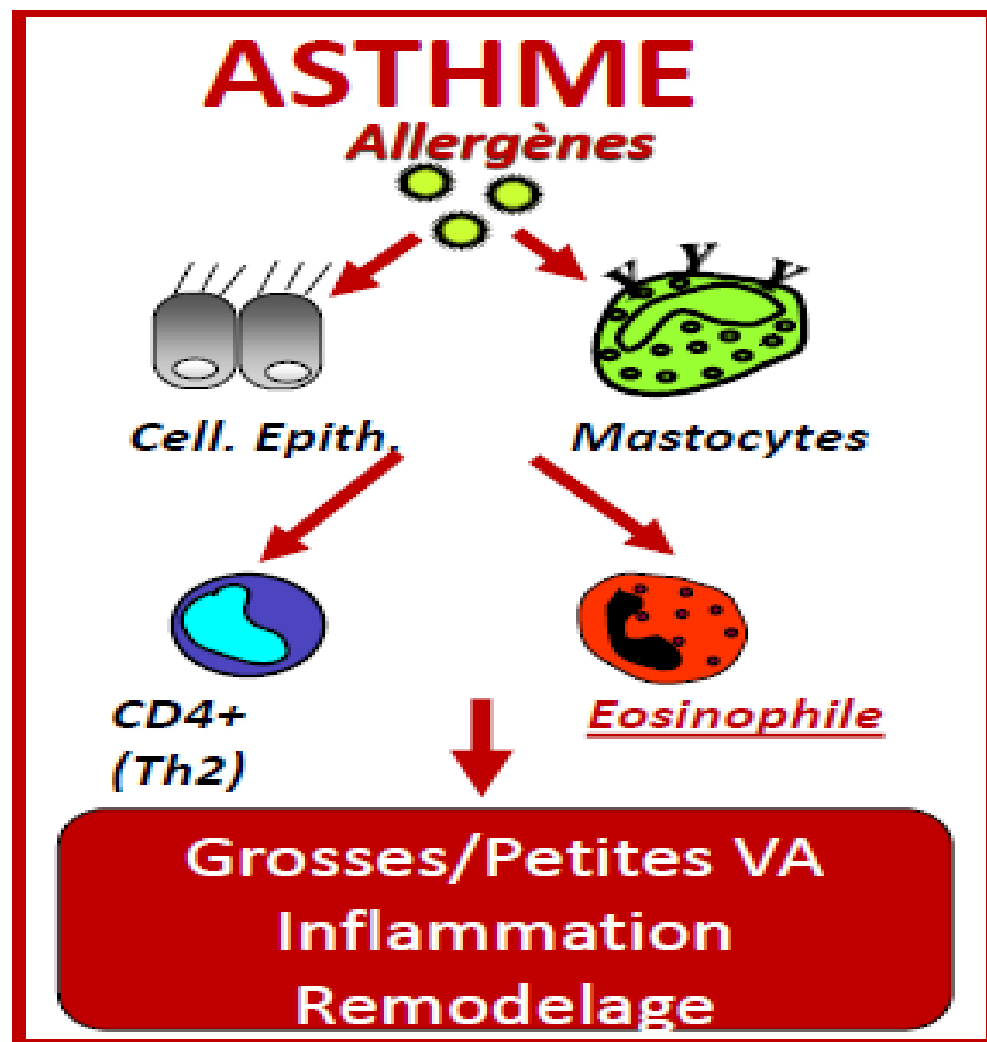 ASTHME
Allergènes
Cell. Epith.
Mastocytes
CD4+
(Th2)
Eosinophile
Grosses/Petites VA
Inflammation
Remodelage